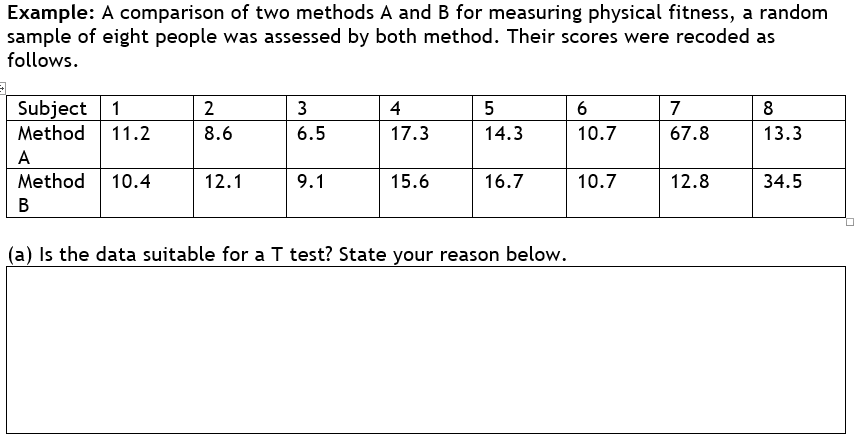 Example: A comparison of two methods A and B for measuring physical fitness, a random
sample of eight people was assessed by both method. Their scores were recoded as
follows.
Subject 1 2 3 4 5 6 7 8
Method A 11.2 8.6 6.5 17.3 14.3 10.7 67.8 13.3
Method B 10.4 12.1 9.1 15.6 16.7 10.7 12.8 34.5
(a) Is the data suitable for a T test? State your reason below.